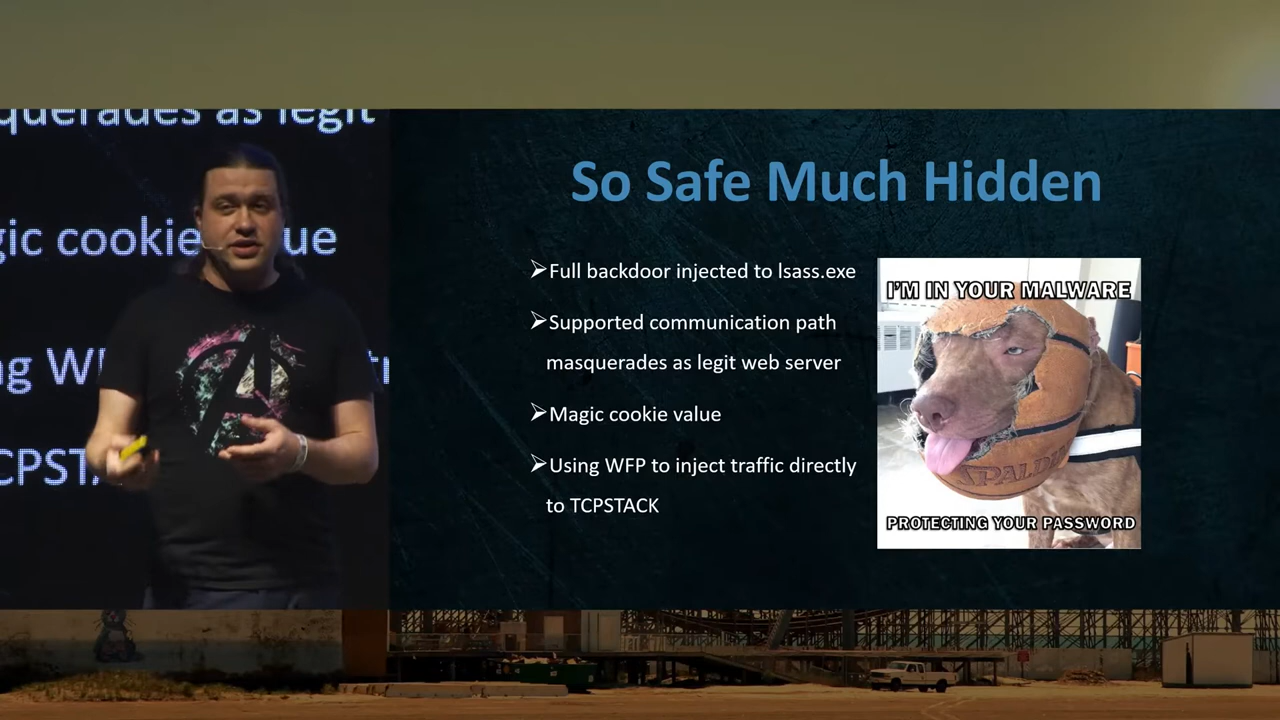 querades as legit
gic cookie ue
ng W tr
CPST
So Safe Much Hidden
➢Full backdoor injected to lsass.exe
➢Supported communication path
masquerades as legit web server
➢Magic cookie value
➢Using WFP to inject traffic directly
to TCPSTACK
I'M IN YOUR MALWARE
SPALDI
PROTECTING YOUR PASSWORD